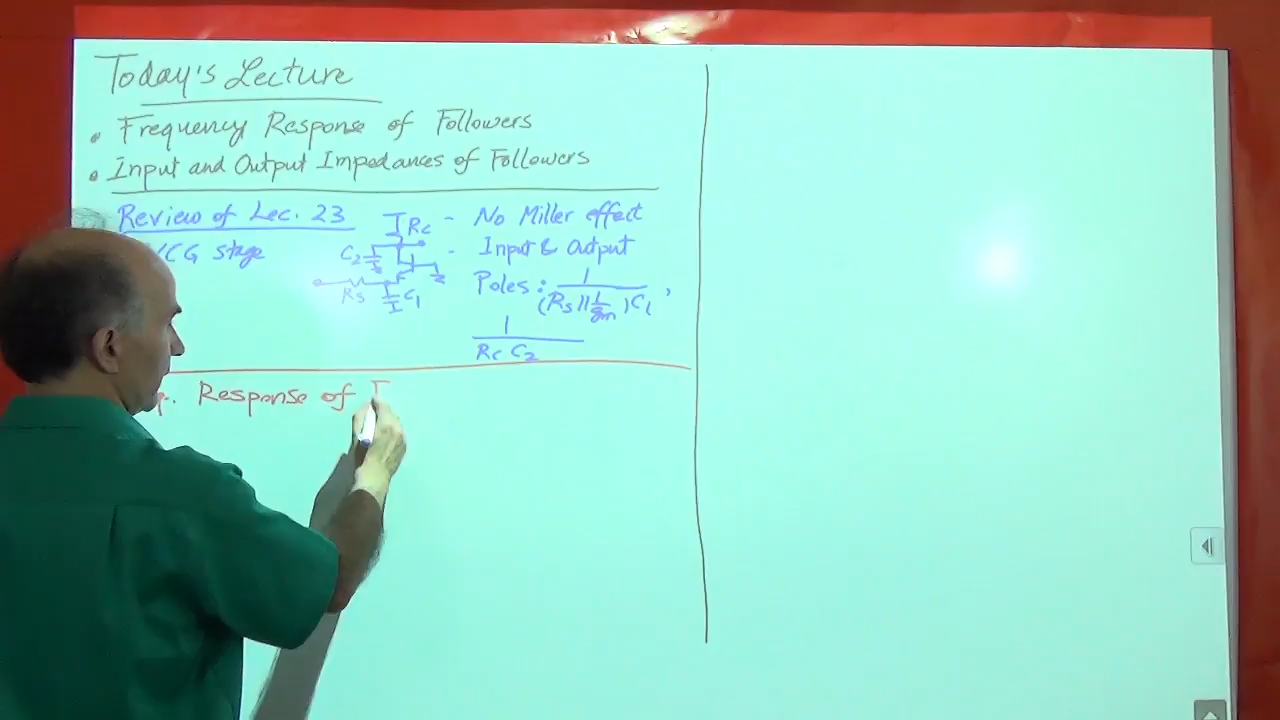 Today's Lecture
• Frequency Response of Followers
• Input and Output Impedances of Followers
Review of Lec. 23
/CG stage
RC
C2
RS
C1
- No Miller effect
- Input & Output
Poles : 1 / (RS || 1/gm) C1 ,
1 / RC C2
. Response of